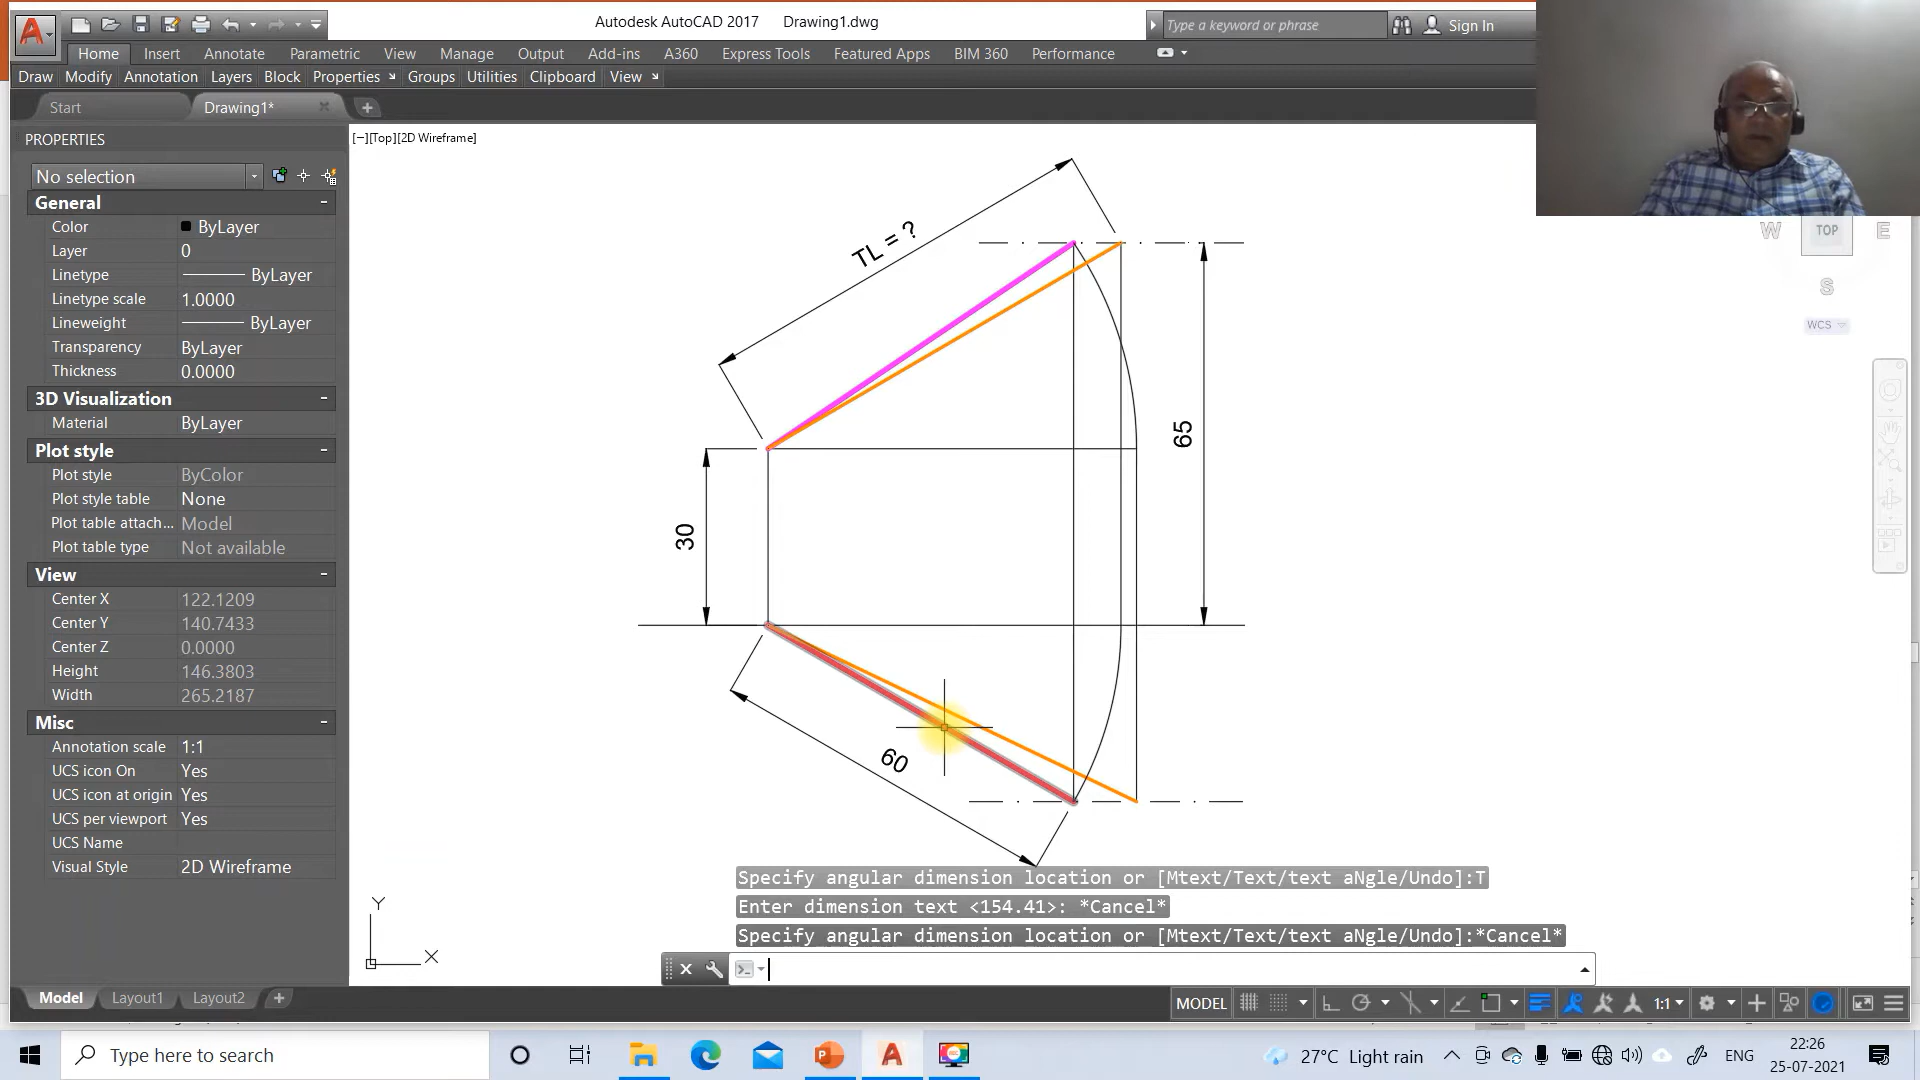 Autodesk AutoCAD 2017 Drawing1.dwg
Type a keyword or phrase
Sign In
Home Insert Annotate Parametric View Manage Output Add-ins A360 Express Tools Featured Apps BIM 360 Performance
Draw Modify Annotation Layers Block Properties Groups Utilities Clipboard View
Start Drawing1*
PROPERTIES
[−][Top][2D Wireframe]
No selection
General
Color ByLayer
Layer 0
Linetype ByLayer
Linetype scale 1.0000
Lineweight ByLayer
Transparency ByLayer
Thickness 0.0000
3D Visualization
Material ByLayer
Plot style
Plot style ByColor
Plot style table None
Plot table attach... Model
Plot table type Not available
View
Center X 122.1209
Center Y 140.7433
Center Z 0.0000
Height 146.3803
Width 265.2187
Misc
Annotation scale 1:1
UCS icon On Yes
UCS icon at origin Yes
UCS per viewport Yes
UCS Name
Visual Style 2D Wireframe
TL = ?
65
30
60
W TOP E
S
WCS
Y
X
Specify angular dimension location or [Mtext/Text/text aNgle/Undo]:T
Enter dimension text <154.41>: *Cancel*
Specify angular dimension location or [Mtext/Text/text aNgle/Undo]:*Cancel*
Model Layout1 Layout2
MODEL 1:1
Type here to search
27°C Light rain
ENG
22:26
25-07-2021